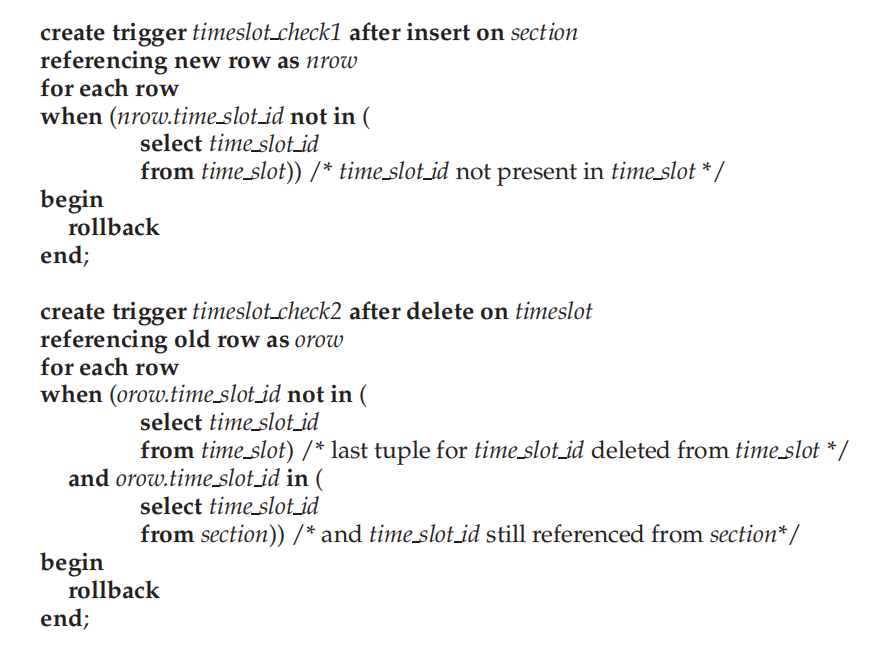 create trigger timeslot_check1 after insert on section
referencing new row as nrow
for each row
when (nrow.time_slot_id not in (
select time_slot_id
from time_slot)) /* time_slot_id not present in time_slot */
begin
rollback
end;
create trigger timeslot_check2 after delete on timeslot
referencing old row as orow
for each row
when (orow.time_slot_id not in (
select time_slot_id
from time_slot) /* last tuple for time_slot_id deleted from time_slot */
and orow.time_slot_id in (
select time_slot_id
from section)) /* and time_slot_id still referenced from section*/
begin
rollback
end;